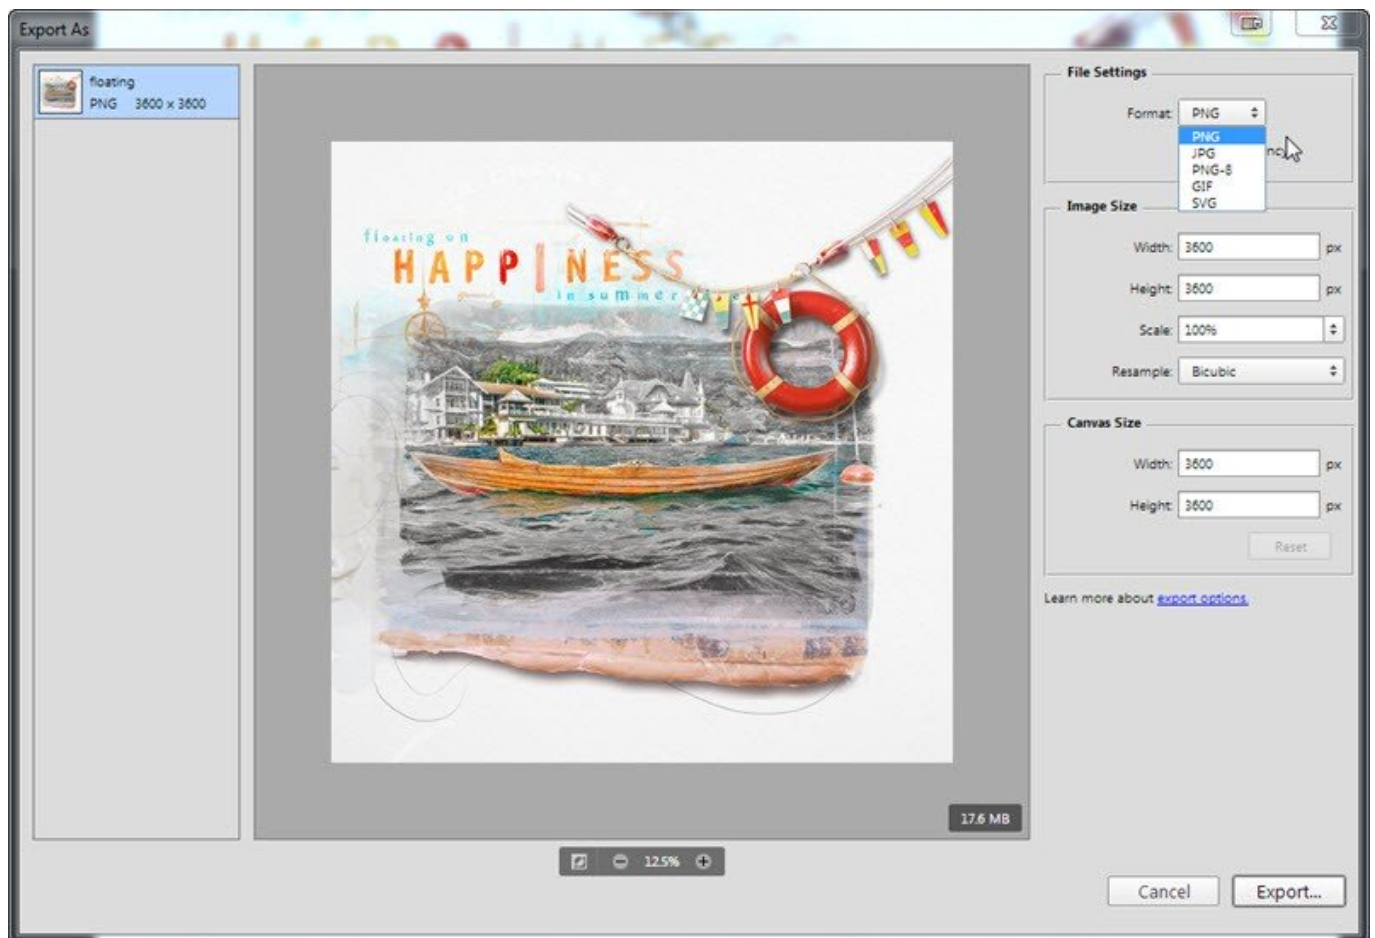 Export As
floating
PNG 3600 x 3600
floating on
HAPPINESS
in summer
17.6 MB
12.5%
File Settings
Format: PNG
PNG
JPG
PNG-8
GIF
SVG
Image Size
Width: 3600 px
Height: 3600 px
Scale: 100%
Resample: Bicubic
Canvas Size
Width: 3600 px
Height: 3600 px
Reset
Learn more about export options.
Cancel
Export...